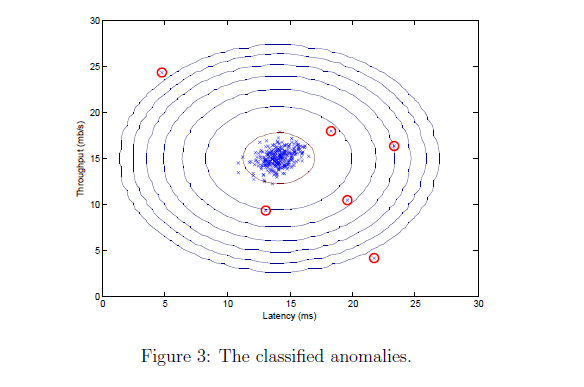 30
25
20
15
10
5
0
Throughput (mb/s)
0 5 10 15 20 25 30
Latency (ms)
Figure 3: The classified anomalies.